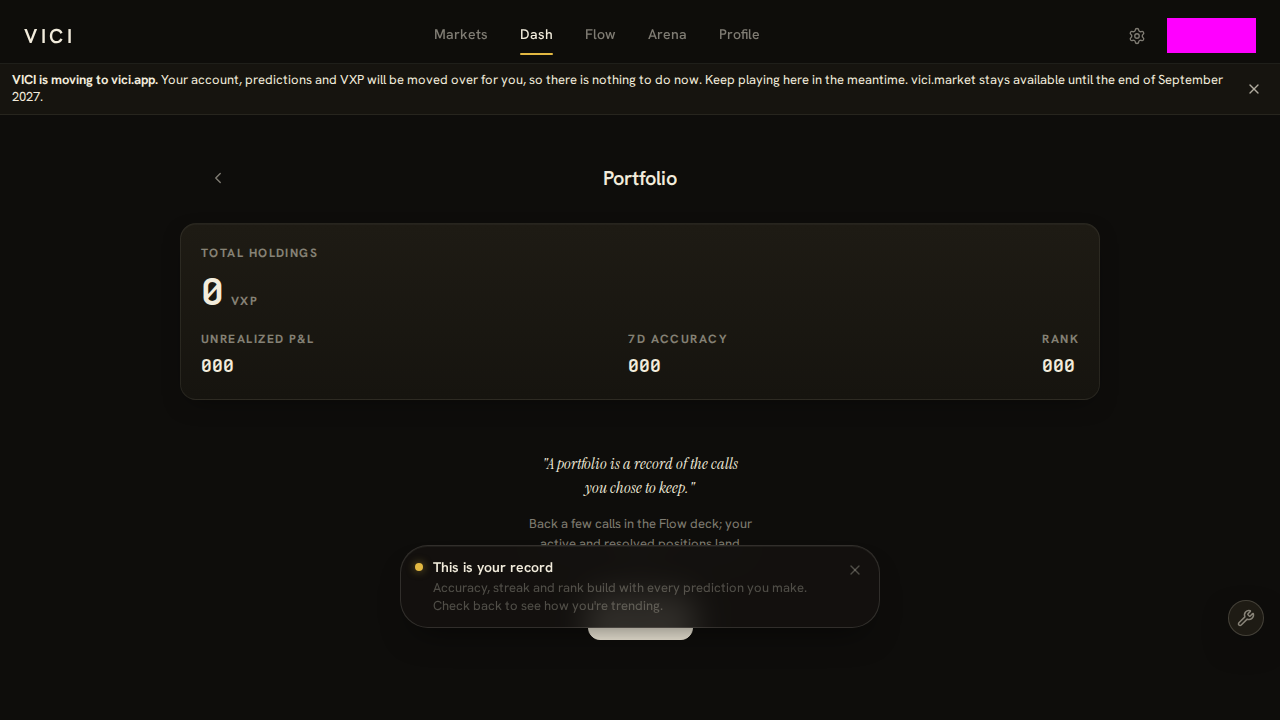 VICI
Markets
Dash
Flow
Arena
Profile
VICI is moving to vici.app. Your account, predictions and VXP will be moved over for you, so there is nothing to do now. Keep playing here in the meantime. vici.market stays available until the end of September
2027.
Portfolio
TOTAL HOLDINGS
0 VXP
UNREALIZED P&L
000
7D ACCURACY
000
RANK
000
"A portfolio is a record of the calls
you chose to keep."
Back a few calls in the Flow deck; your
active and resolved positions land
This is your record
Accuracy, streak and rank build with every prediction you make.
Check back to see how you're trending.